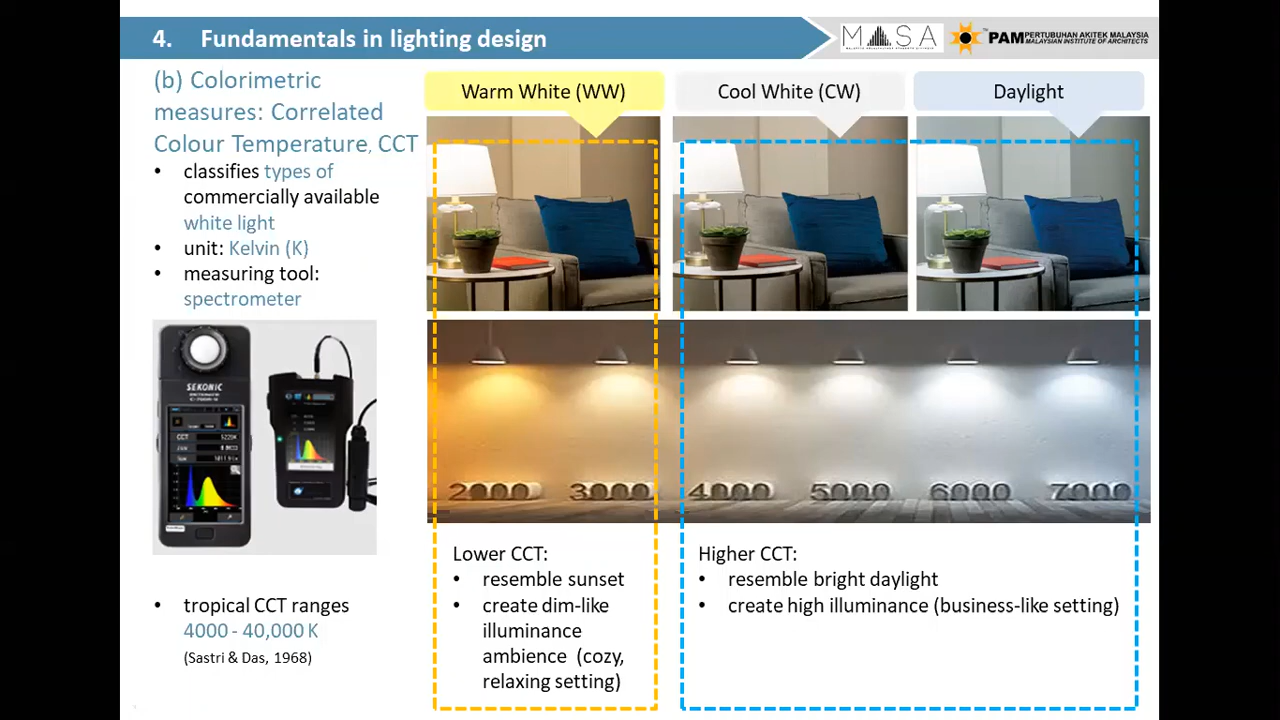 4. Fundamentals in lighting design
MASA
PAM PERTUBUHAN AKITEK MALAYSIA
MALAYSIAN INSTITUTE OF ARCHITECTS
(b) Colorimetric
measures: Correlated
Colour Temperature, CCT
• classifies types of
commercially available
white light
• unit: Kelvin (K)
• measuring tool:
spectrometer
SEKONIC
CCT
• tropical CCT ranges
4000 - 40,000 K
(Sastri & Das, 1968)
Warm White (WW)
Cool White (CW)
Daylight
2000 3000 4000 5000 6000 7000
Lower CCT:
• resemble sunset
• create dim-like
illuminance
ambience (cozy,
relaxing setting)
Higher CCT:
• resemble bright daylight
• create high illuminance (business-like setting)